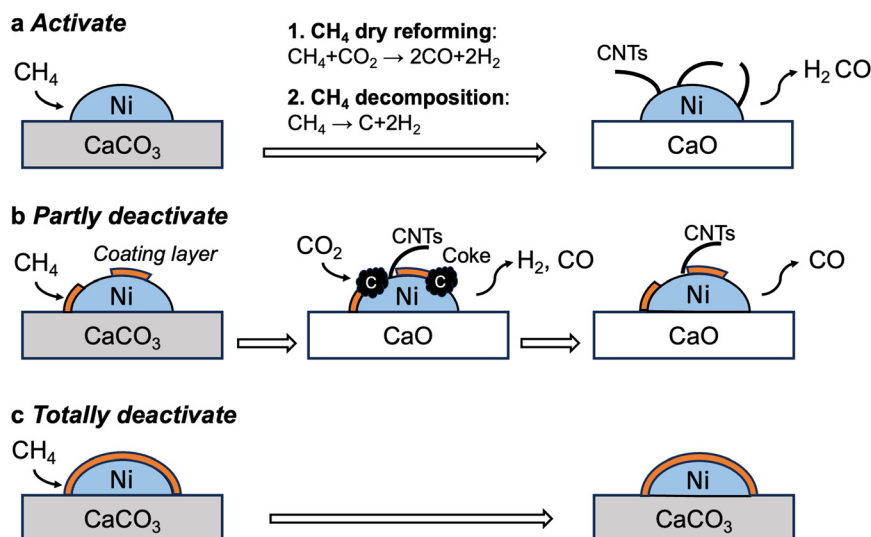 a Activate
1. CH₄ dry reforming:
CH₄+CO₂ → 2CO+2H₂
2. CH₄ decomposition:
CH₄ → C+2H₂
CH₄
Ni
CaCO₃
CNTs
H₂ CO
Ni
CaO
b Partly deactivate
CH₄
Coating layer
Ni
CaCO₃
CO₂
CNTs
Coke
C
C
H₂, CO
Ni
CaO
CNTs
CO
Ni
CaO
c Totally deactivate
CH₄
Ni
CaCO₃
Ni
CaCO₃